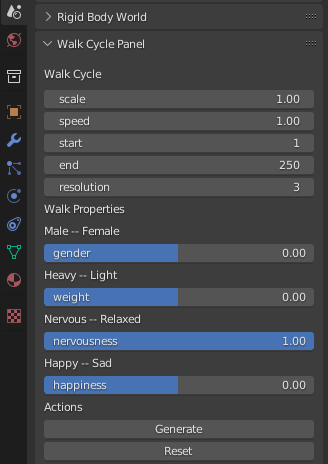 Rigid Body World
Walk Cycle Panel
Walk Cycle
scale 1.00
speed 1.00
start 1
end 250
resolution 3
Walk Properties
Male -- Female
gender 0.00
Heavy -- Light
weight 0.00
Nervous -- Relaxed
nervousness 1.00
Happy -- Sad
happiness 0.00
Actions
Generate
Reset